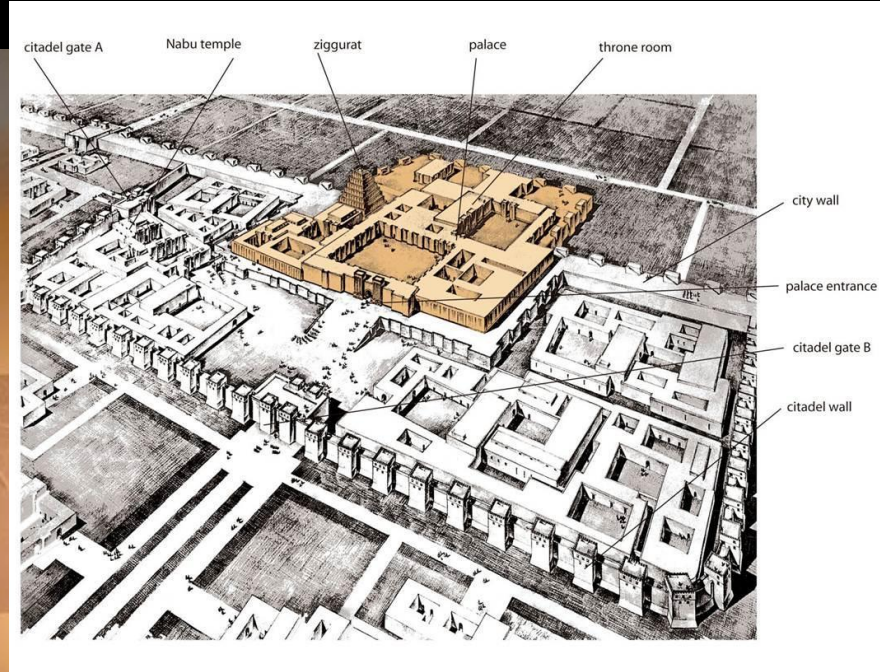 citadel gate A
Nabu temple
ziggurat
palace
throne room
city wall
palace entrance
citadel gate B
citadel wall